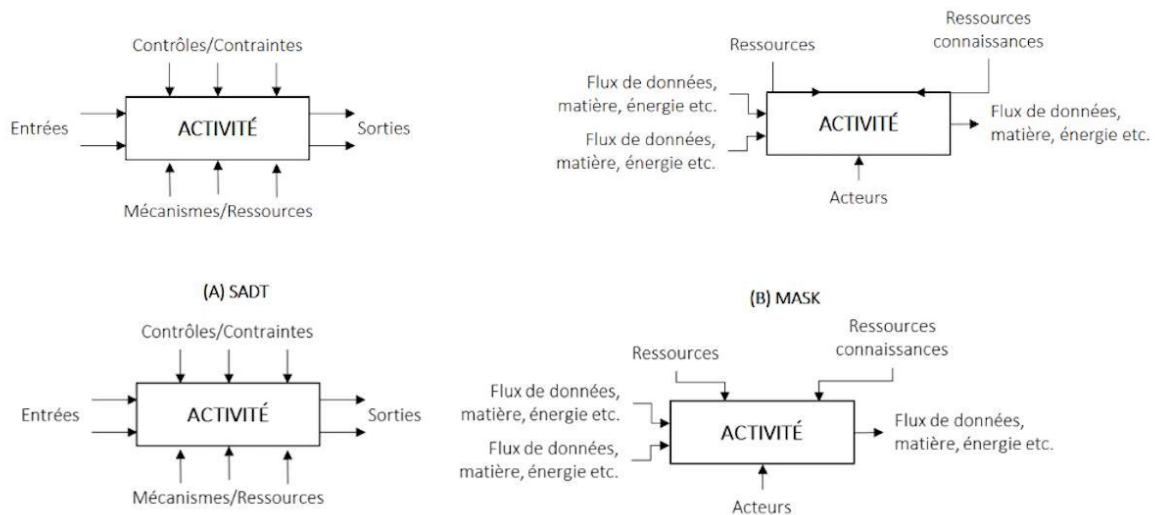 Contrôles/Contraintes
Entrées
ACTIVITÉ
Sorties
Mécanismes/Ressources
Ressources
Ressources
connaissances
Flux de données,
matière, énergie etc.
Flux de données,
matière, énergie etc.
ACTIVITÉ
Flux de données,
matière, énergie etc.
Acteurs
(A) SADT
(B) MASK
Contrôles/Contraintes
Entrées
ACTIVITÉ
Sorties
Mécanismes/Ressources
Ressources
Ressources
connaissances
Flux de données,
matière, énergie etc.
Flux de données,
matière, énergie etc.
ACTIVITÉ
Flux de données,
matière, énergie etc.
Acteurs